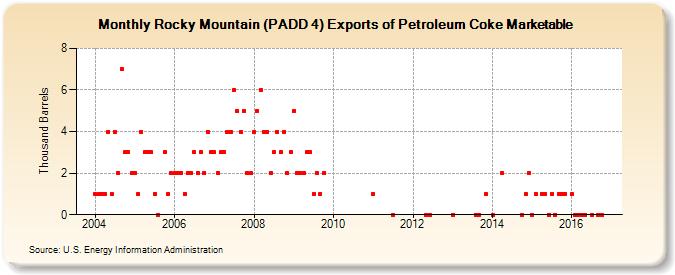 Monthly Rocky Mountain (PADD 4) Exports of Petroleum Coke Marketable
Thousand Barrels
8
6
4
2
0
2004 2006 2008 2010 2012 2014 2016
Source: U.S. Energy Information Administration